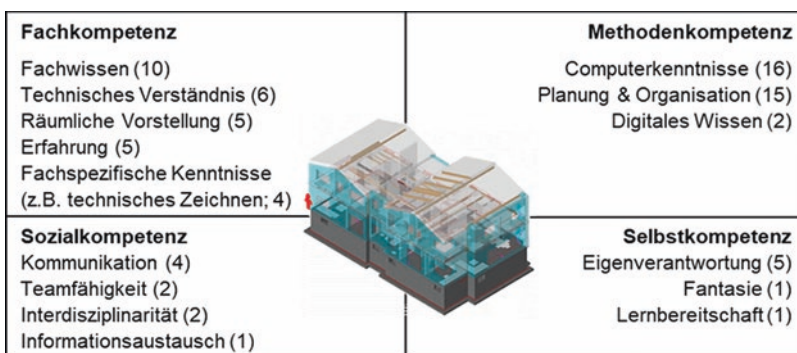 Fachkompetenz
Fachwissen (10)
Technisches Verständnis (6)
Räumliche Vorstellung (5)
Erfahrung (5)
Fachspezifische Kenntnisse
(z.B. technisches Zeichnen; 4)
Methodenkompetenz
Computerkenntnisse (16)
Planung & Organisation (15)
Digitales Wissen (2)
Sozialkompetenz
Kommunikation (4)
Teamfähigkeit (2)
Interdisziplinarität (2)
Informationsaustausch (1)
Selbstkompetenz
Eigenverantwortung (5)
Fantasie (1)
Lernbereitschaft (1)